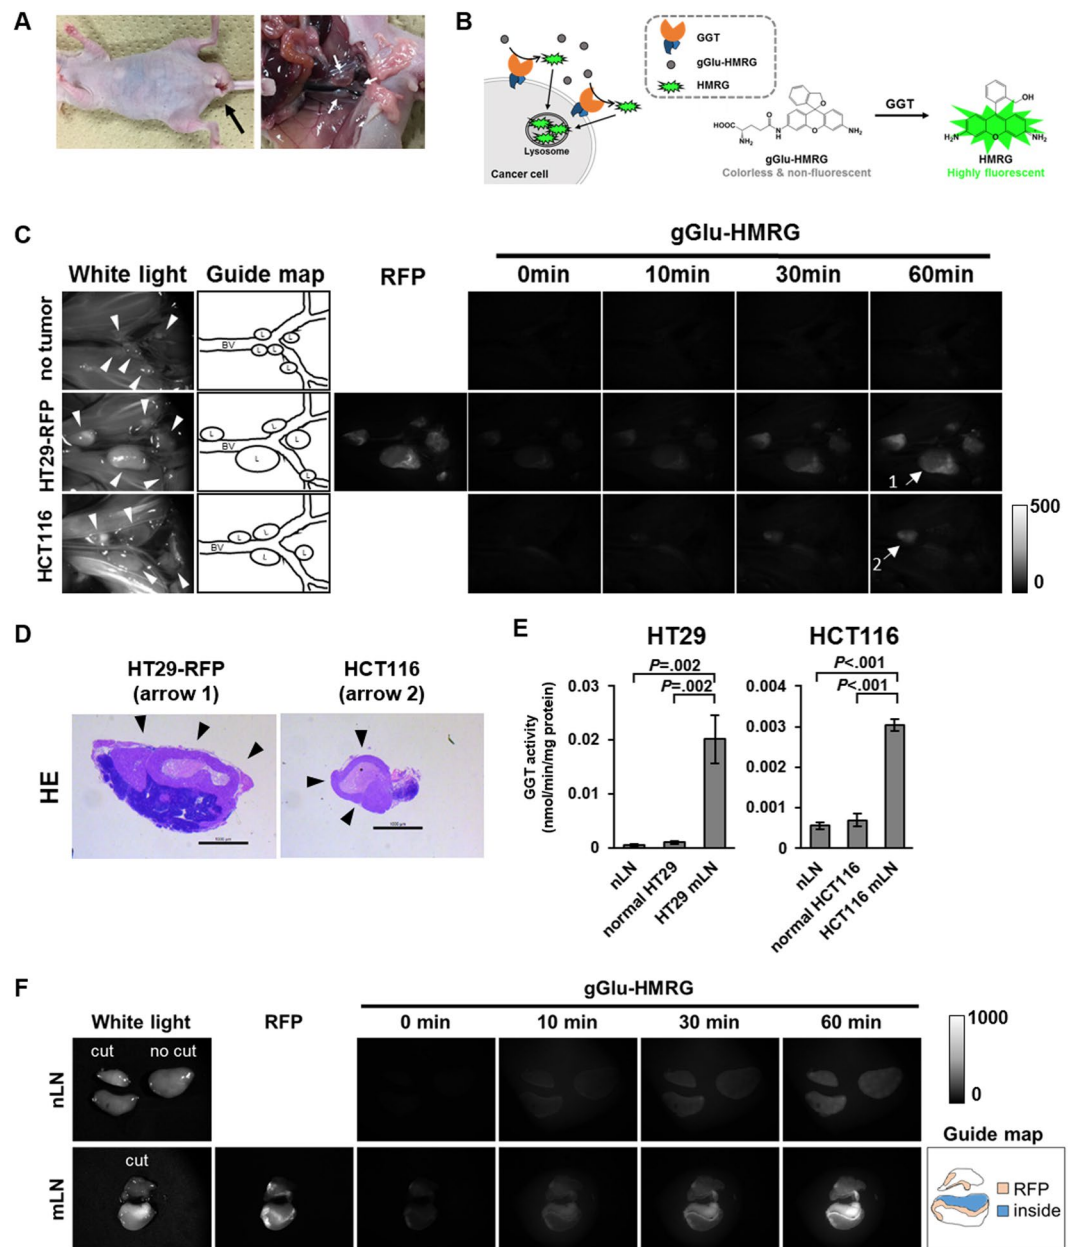 A
B
GGT
gGlu-HMRG
HMRG
Lysosome
Cancer cell
HOOC
NH₂
O
N
H
O
O
NH₂
gGlu-HMRG
Colorless & non-fluorescent
GGT
OH
H₂N
O
NH₂
HMRG
Highly fluorescent
C
gGlu-HMRG
White light
Guide map
RFP
0min
10min
30min
60min
no tumor
BV
L
L
L
L
L
HT29-RFP
BV
L
L
L
L
L
1
HCT116
BV
L
L
L
L
2
500
0
D
HT29-RFP
(arrow 1)
HCT116
(arrow 2)
HE
E
HT29
P=.002
P=.002
GGT activity
(nmol/min/mg protein)
0.03
0.02
0.01
0
nLN
normal HT29
HT29 mLN
HCT116
P<.001
P<.001
0.004
0.003
0.002
0.001
0
nLN
normal HCT116
HCT116 mLN
F
gGlu-HMRG
White light
RFP
0 min
10 min
30 min
60 min
nLN
cut
no cut
1000
0
mLN
cut
Guide map
RFP
inside